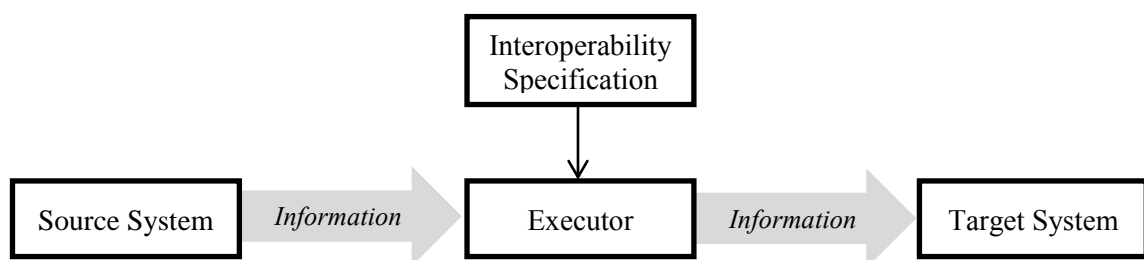 Interoperability
Specification
Source System
Information
Executor
Information
Target System